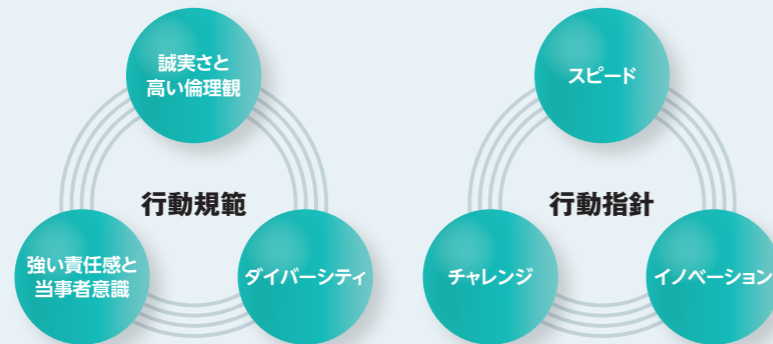 誠実さと
高い倫理観
行動規範
強い責任感と
当事者意識
ダイバーシティ
スピード
行動指針
チャレンジ
イノベーション